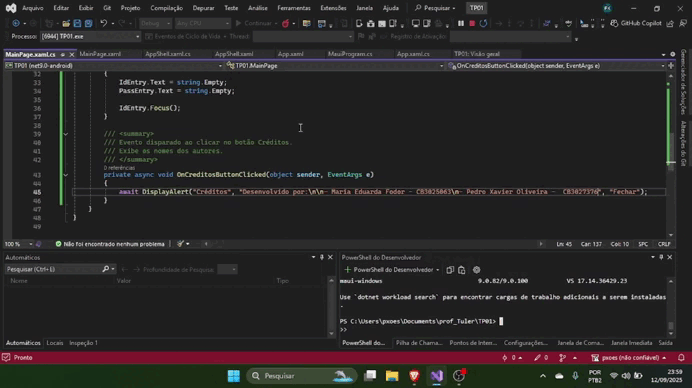 Arquivo Editar Exibir Git Projeto Compilação Depurar Teste Análise Ferramentas Extensões Janela Ajuda Pesquisar TP01
Debug Any CPU Continuar GitHub Copilot
Processo: [6944] TP01.exe Eventos de Ciclo de Vida Thread:
MainPage.xaml.cs MainPage.xaml AppShell.xaml.cs AppShell.xaml App.xaml MauiProgram.cs App.xaml.cs TP01: Visão geral
TP01 (net9.0-android) TP01.MainPage OnCreditosButtonClicked(object sender, EventArgs e)
32 {
33 IdEntry.Text = string.Empty;
34 PassEntry.Text = string.Empty;
35
36 IdEntry.Focus();
37 }
38
39 /// <summary>
40 /// Evento disparado ao clicar no botão Créditos.
41 /// Exibe os nomes dos autores.
42 /// </summary>
0 referências
43 private async void OnCreditosButtonClicked(object sender, EventArgs e)
44 {
45 await DisplayAlert("Créditos", "Desenvolvido por:\n\n- Maria Eduarda Fodor - CB3025063\n- Pedro Xavier Oliveira - CB3027376", "Fechar");
46 }
47 }
48 }
100 % Não foi encontrado nenhum problema Ln: 45 Car: 137 Col: 10 SPC CRLF
Automáticos
Pesquisar (Ctrl+E) Profundidade da Pesquisa:
Nome Valor Tipo
Automáticos Locais Inspeção 1
PowerShell do Desenvolvedor
PowerShell do Desenvolvedor
maui-windows 9.0.82/9.0.100 VS 17.14.36429.23
Use `dotnet workload search` para encontrar cargas de trabalho adicionais a serem instaladas
.
PS C:\Users\pxoes\Documents\prof_Tuler\TP01>
>>
PowerShell do... Pilha de Chama... Pontos de Inter... Configurações... Janela de Coma... Janela Imediata Saída
Gerenciador de Soluções
Alterações do Git
Pronto 0 0 pxoes (não confiável)
Pesquisar POR PTB2 23:59 12/09/2025